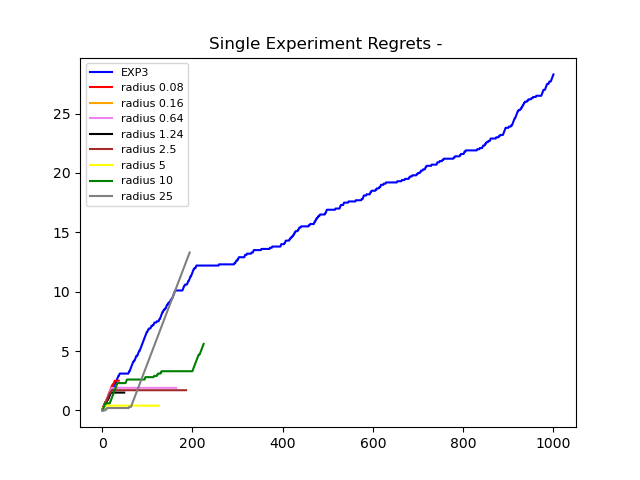 Single Experiment Regrets -
EXP3
radius 0.08
radius 0.16
radius 0.64
radius 1.24
radius 2.5
radius 5
radius 10
radius 25
25
20
15
10
5
0
0 200 400 600 800 1000